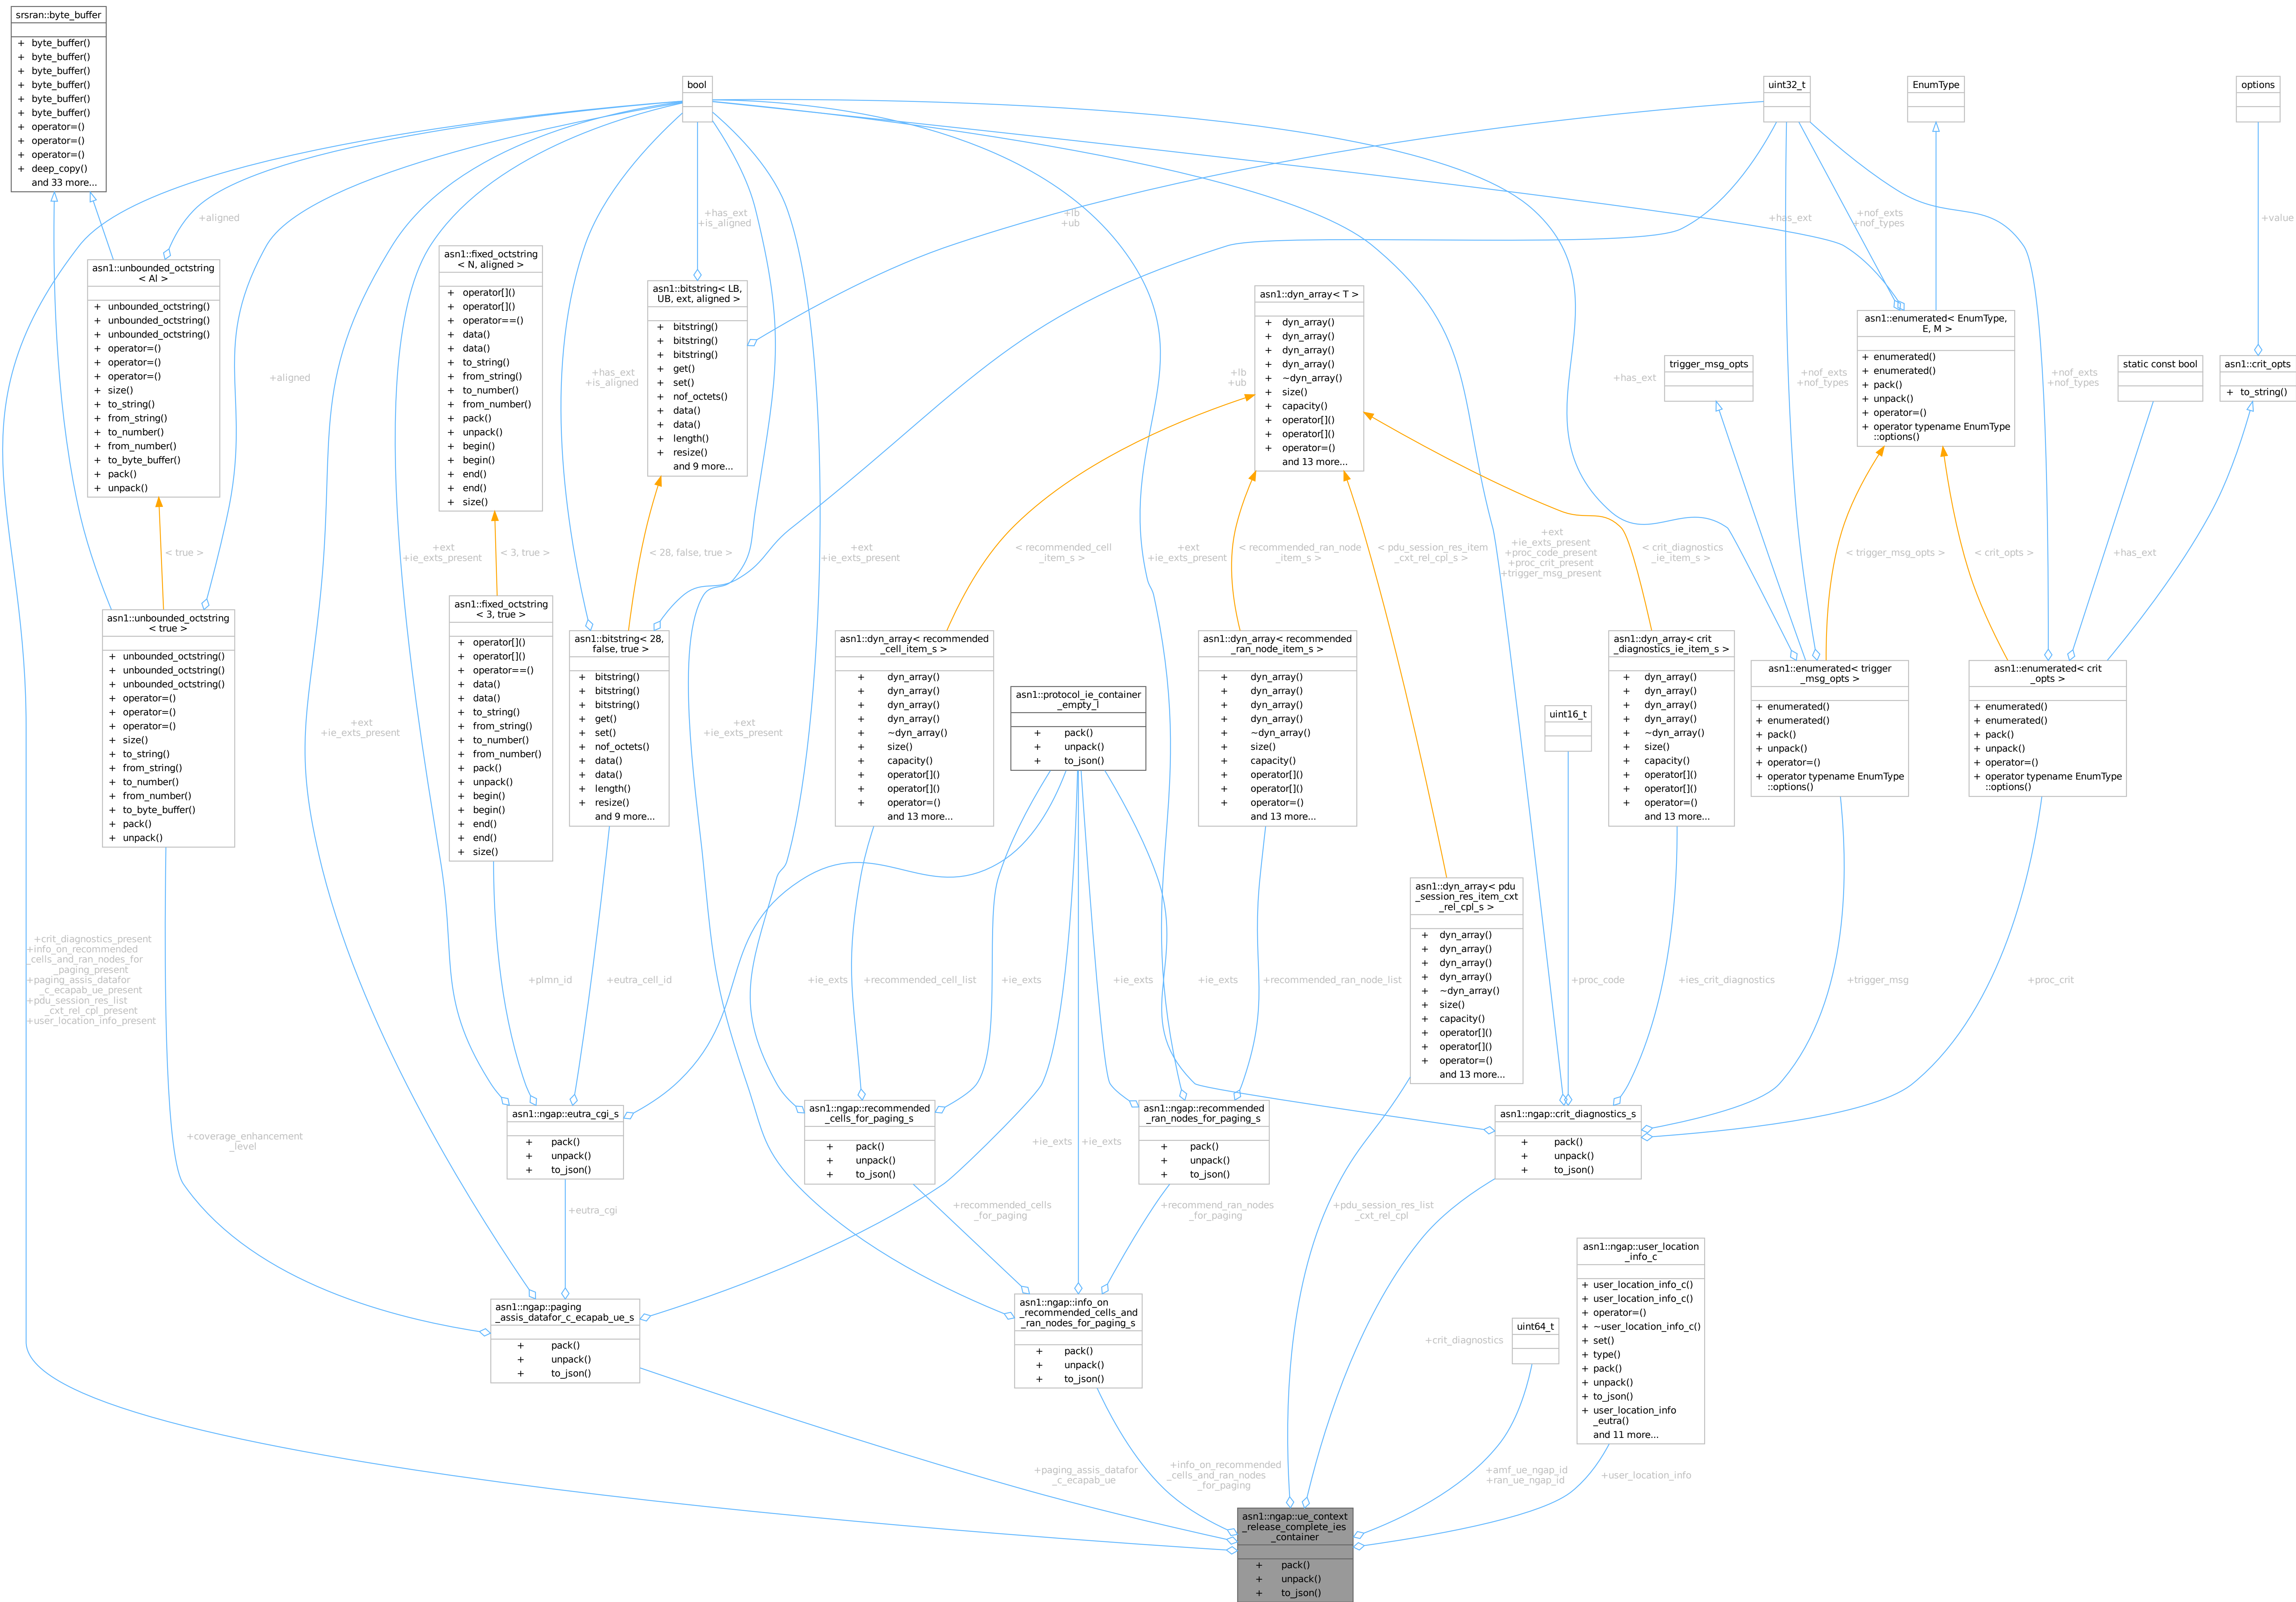 srsran::byte_buffer
+ byte_buffer()
+ byte_buffer()
+ byte_buffer()
+ byte_buffer()
+ byte_buffer()
+ byte_buffer()
+ operator=()
+ operator=()
+ operator=()
+ deep_copy()
and 33 more...
bool
uint32_t
EnumType
options
+aligned
+has_ext
+is_aligned
+lb
+ub
+has_ext
+nof_exts
+nof_types
+value
asn1::unbounded_octstring
< Al >
+ unbounded_octstring()
+ unbounded_octstring()
+ unbounded_octstring()
+ operator=()
+ operator=()
+ operator=()
+ size()
+ to_string()
+ from_string()
+ to_number()
+ from_number()
+ to_byte_buffer()
+ pack()
+ unpack()
asn1::fixed_octstring
< N, aligned >
+ operator[]()
+ operator[]()
+ operator==()
+ data()
+ data()
+ to_string()
+ from_string()
+ to_number()
+ from_number()
+ pack()
+ unpack()
+ begin()
+ begin()
+ end()
+ end()
+ size()
asn1::bitstring< LB,
UB, ext, aligned >
+ bitstring()
+ bitstring()
+ bitstring()
+ get()
+ set()
+ nof_octets()
+ data()
+ data()
+ length()
+ resize()
and 9 more...
asn1::dyn_array< T >
+ dyn_array()
+ dyn_array()
+ dyn_array()
+ dyn_array()
+ ~dyn_array()
+ size()
+ capacity()
+ operator[]()
+ operator[]()
+ operator=()
and 13 more...
trigger_msg_opts
asn1::enumerated< EnumType,
E, M >
+ enumerated()
+ enumerated()
+ pack()
+ unpack()
+ operator=()
+ operator typename EnumType
::options()
static const bool
asn1::crit_opts
+ to_string()
+aligned
+has_ext
+is_aligned
+lb
+ub
+has_ext
+nof_exts
+nof_types
+nof_exts
+nof_types
< true >
+ext
+ie_exts_present
< 3, true >
< 28, false, true >
+ext
+ie_exts_present
< recommended_cell
_item_s >
+ext
+ie_exts_present
< recommended_ran_node
_item_s >
< pdu_session_res_item
_cxt_rel_cpl_s >
+ext
+ie_exts_present
+proc_code_present
+proc_crit_present
+trigger_msg_present
< crit_diagnostics
_ie_item_s >
< trigger_msg_opts >
< crit_opts >
+has_ext
asn1::unbounded_octstring
< true >
+ unbounded_octstring()
+ unbounded_octstring()
+ unbounded_octstring()
+ operator=()
+ operator=()
+ operator=()
+ size()
+ to_string()
+ from_string()
+ to_number()
+ from_number()
+ to_byte_buffer()
+ pack()
+ unpack()
asn1::fixed_octstring
< 3, true >
+ operator[]()
+ operator[]()
+ operator==()
+ data()
+ data()
+ to_string()
+ from_string()
+ to_number()
+ from_number()
+ pack()
+ unpack()
+ begin()
+ begin()
+ end()
+ end()
+ size()
asn1::bitstring< 28,
false, true >
+ bitstring()
+ bitstring()
+ bitstring()
+ get()
+ set()
+ nof_octets()
+ data()
+ data()
+ length()
+ resize()
and 9 more...
asn1::dyn_array< recommended
_cell_item_s >
+ dyn_array()
+ dyn_array()
+ dyn_array()
+ dyn_array()
+ ~dyn_array()
+ size()
+ capacity()
+ operator[]()
+ operator[]()
+ operator=()
and 13 more...
asn1::protocol_ie_container
_empty_l
+ pack()
+ unpack()
+ to_json()
asn1::dyn_array< recommended
_ran_node_item_s >
+ dyn_array()
+ dyn_array()
+ dyn_array()
+ dyn_array()
+ ~dyn_array()
+ size()
+ capacity()
+ operator[]()
+ operator[]()
+ operator=()
and 13 more...
uint16_t
asn1::dyn_array< crit
_diagnostics_ie_item_s >
+ dyn_array()
+ dyn_array()
+ dyn_array()
+ dyn_array()
+ ~dyn_array()
+ size()
+ capacity()
+ operator[]()
+ operator[]()
+ operator=()
and 13 more...
asn1::enumerated< trigger
_msg_opts >
+ enumerated()
+ enumerated()
+ pack()
+ unpack()
+ operator=()
+ operator typename EnumType
::options()
asn1::enumerated< crit
_opts >
+ enumerated()
+ enumerated()
+ pack()
+ unpack()
+ operator=()
+ operator typename EnumType
::options()
+ext
+ie_exts_present
+ext
+ie_exts_present
asn1::dyn_array< pdu
_session_res_item_cxt
_rel_cpl_s >
+ dyn_array()
+ dyn_array()
+ dyn_array()
+ dyn_array()
+ ~dyn_array()
+ size()
+ capacity()
+ operator[]()
+ operator[]()
+ operator=()
and 13 more...
+crit_diagnostics_present
+info_on_recommended
_cells_and_ran_nodes_for
_paging_present
+paging_assis_datafor
_c_ecapab_ue_present
+pdu_session_res_list
_cxt_rel_cpl_present
+user_location_info_present
+plmn_id
+eutra_cell_id
+ie_exts
+recommended_cell_list
+ie_exts
+ie_exts
+ie_exts
+recommended_ran_node_list
+proc_code
+ies_crit_diagnostics
+trigger_msg
+proc_crit
+coverage_enhancement
_level
asn1::ngap::eutra_cgi_s
+ pack()
+ unpack()
+ to_json()
asn1::ngap::recommended
_cells_for_paging_s
+ pack()
+ unpack()
+ to_json()
+ie_exts
+ie_exts
asn1::ngap::recommended
_ran_nodes_for_paging_s
+ pack()
+ unpack()
+ to_json()
asn1::ngap::crit_diagnostics_s
+ pack()
+ unpack()
+ to_json()
+eutra_cgi
+recommended_cells
_for_paging
+recommend_ran_nodes
_for_paging
+pdu_session_res_list
_cxt_rel_cpl
asn1::ngap::paging
_assis_datafor_c_ecapab_ue_s
+ pack()
+ unpack()
+ to_json()
asn1::ngap::info_on
_recommended_cells_and
_ran_nodes_for_paging_s
+ pack()
+ unpack()
+ to_json()
+crit_diagnostics
uint64_t
asn1::ngap::user_location
_info_c
+ user_location_info_c()
+ user_location_info_c()
+ operator=()
+ ~user_location_info_c()
+ set()
+ type()
+ pack()
+ unpack()
+ to_json()
+ user_location_info
_eutra()
and 11 more...
+paging_assis_datafor
_c_ecapab_ue
+info_on_recommended
_cells_and_ran_nodes
_for_paging
+amf_ue_ngap_id
+ran_ue_ngap_id
+user_location_info
asn1::ngap::ue_context
_release_complete_ies
_container
+ pack()
+ unpack()
+ to_json()